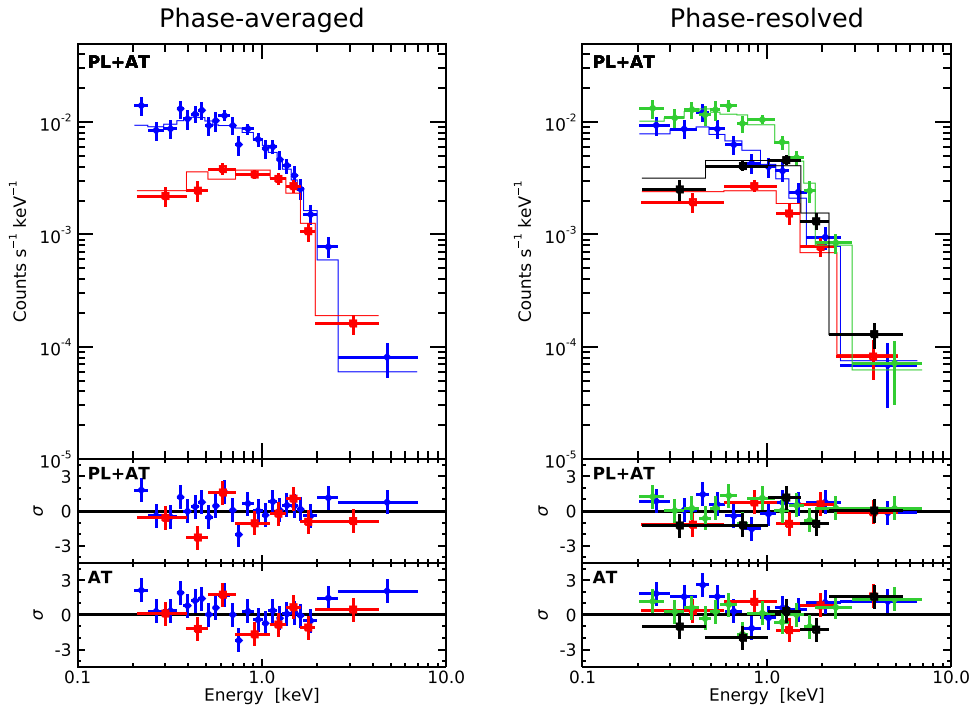 Phase-averaged
Phase-resolved
PL+AT
PL+AT
10⁻²
10⁻²
Counts s⁻¹ keV⁻¹
Counts s⁻¹ keV⁻¹
10⁻³
10⁻³
10⁻⁴
10⁻⁴
10⁻⁵
10⁻⁵
PL+AT
PL+AT
3
3
σ
0
σ
0
-3
-3
AT
AT
3
3
σ
0
σ
0
-3
-3
0.1
1.0
10.0
0.1
1.0
10.0
Energy [keV]
Energy [keV]